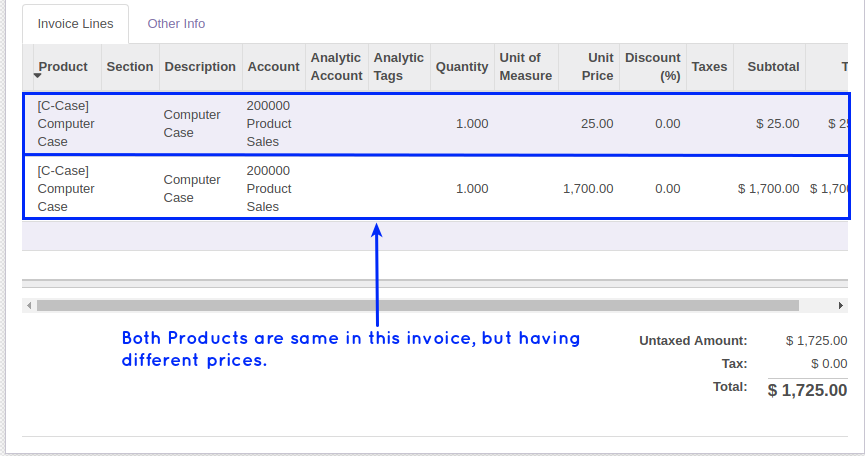 Invoice Lines Other Info
Product Section Description Account Analytic Account Analytic Tags Quantity Unit of Measure Unit Price Discount (%) Taxes Subtotal T
[C-Case] Computer Case Computer Case 200000 Product Sales 1.000 25.00 0.00 $ 25.00 $ 25
[C-Case] Computer Case Computer Case 200000 Product Sales 1.000 1,700.00 0.00 $ 1,700.00 $ 1,700
Both Products are same in this invoice, but having
different prices.
Untaxed Amount: $ 1,725.00
Tax: $ 0.00
Total: $ 1,725.00